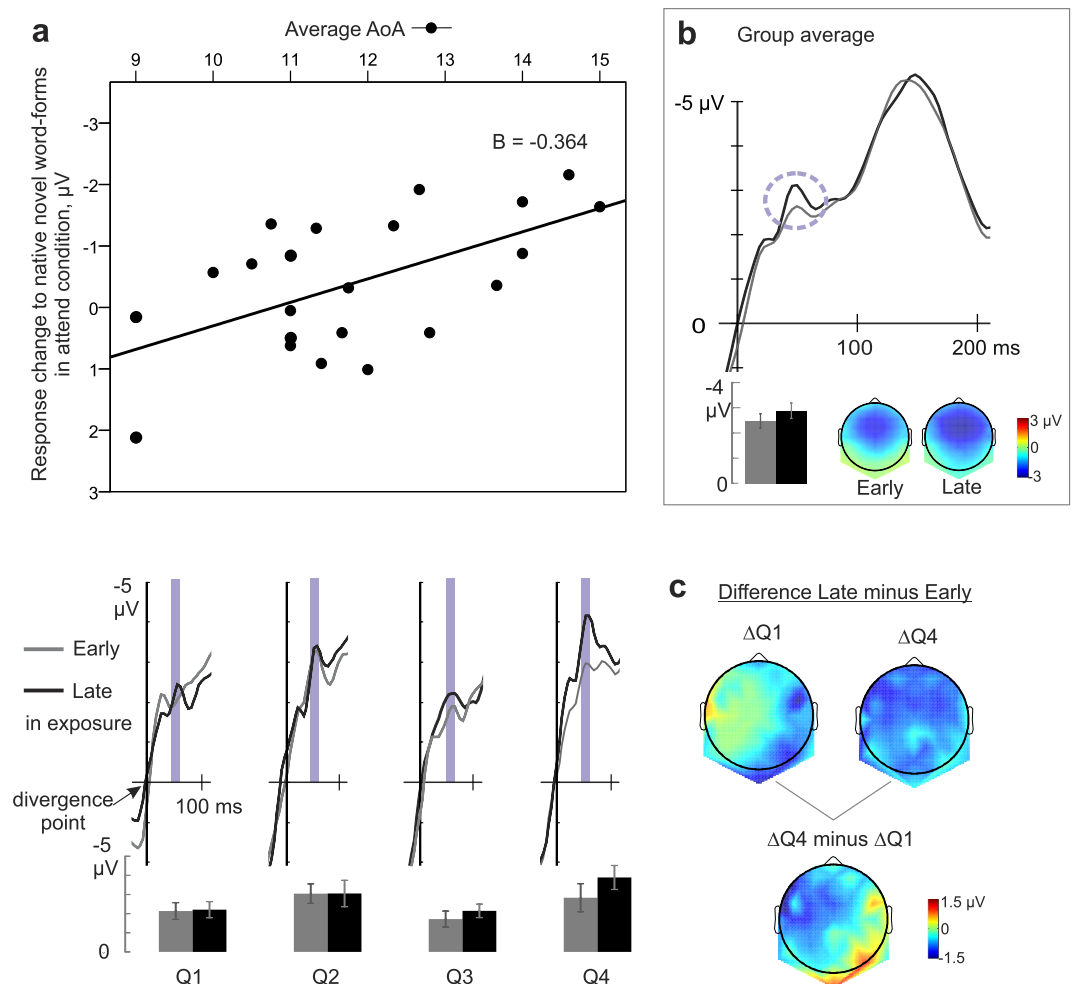 a
Average AoA
9 10 11 12 13 14 15
Response change to native novel word-forms
in attend condition, µV
-3
-2
-1
0
1
2
3
B = -0.364
b
Group average
-5 µV
0
100
200 ms
-4
µV
0
Early
Late
3 µV
0
-3
-5
µV
Early
Late
in exposure
divergence
point
100 ms
-5
µV
0
Q1
Q2
Q3
Q4
c
Difference Late minus Early
ΔQ1
ΔQ4
ΔQ4 minus ΔQ1
1.5 µV
0
-1.5